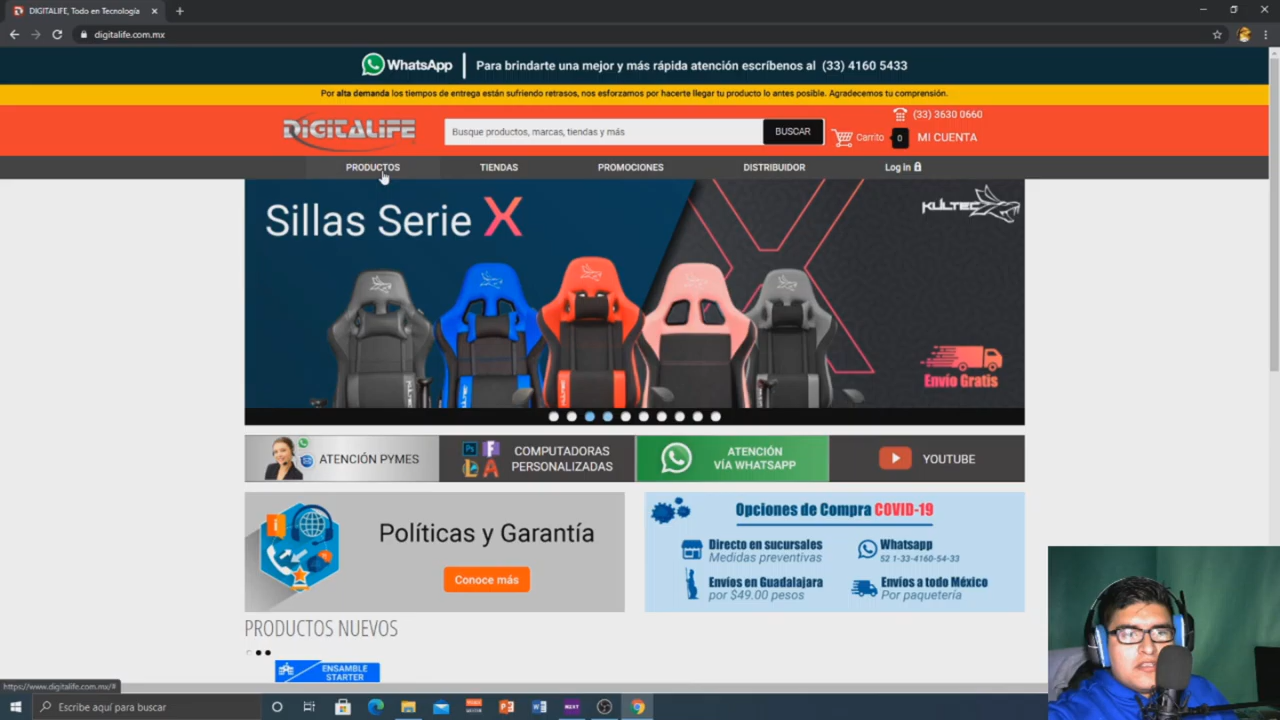 DIGITALIFE, Todo en Tecnología
digitalife.com.mx
WhatsApp Para brindarte una mejor y más rápida atención escríbenos al (33) 4160 5433
Por alta demanda los tiempos de entrega están sufriendo retrasos, nos esforzamos por hacerte llegar tu producto lo antes posible. Agradecemos tu comprensión.
(33) 3630 0660
DIGITALIFE
Busque productos, marcas, tiendas y más
BUSCAR
Carrito 0 MI CUENTA
PRODUCTOS TIENDAS PROMOCIONES DISTRIBUIDOR Log in
Sillas Serie X
KÜLTEC
Envío Gratis
ATENCIÓN PYMES
COMPUTADORAS
PERSONALIZADAS
ATENCIÓN
VÍA WHATSAPP
YOUTUBE
Políticas y Garantía
Conoce más
Opciones de Compra COVID-19
Directo en sucursales
Medidas preventivas
Whatsapp
52 1-33-4160-54-33
Envíos en Guadalajara
por $49.00 pesos
Envíos a todo México
Por paquetería
PRODUCTOS NUEVOS
ENSAMBLE
STARTER
https://www.digitalife.com.mx/#
Escribe aquí para buscar